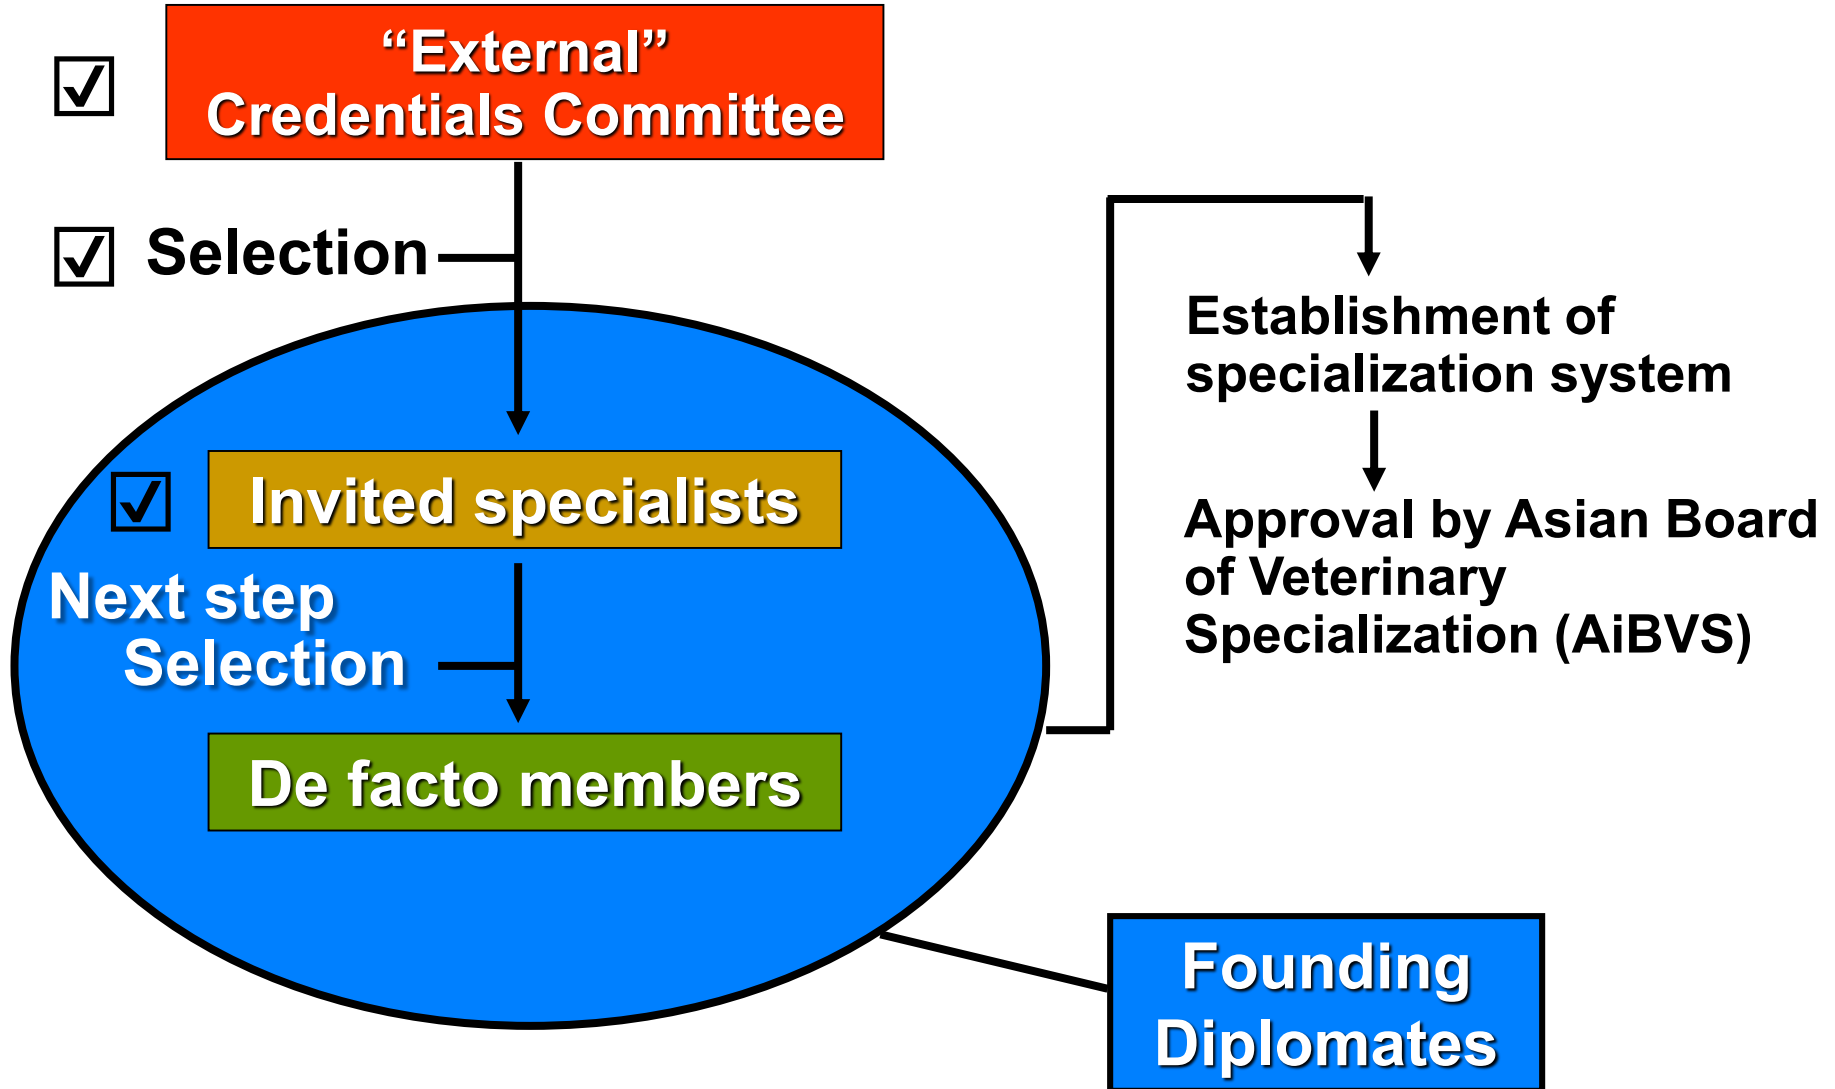 “External”
Credentials Committee
Selection
Invited specialists
Next step
Selection
De facto members
Establishment of
specialization system
Approval by Asian Board
of Veterinary
Specialization (AiBVS)
Founding
Diplomates